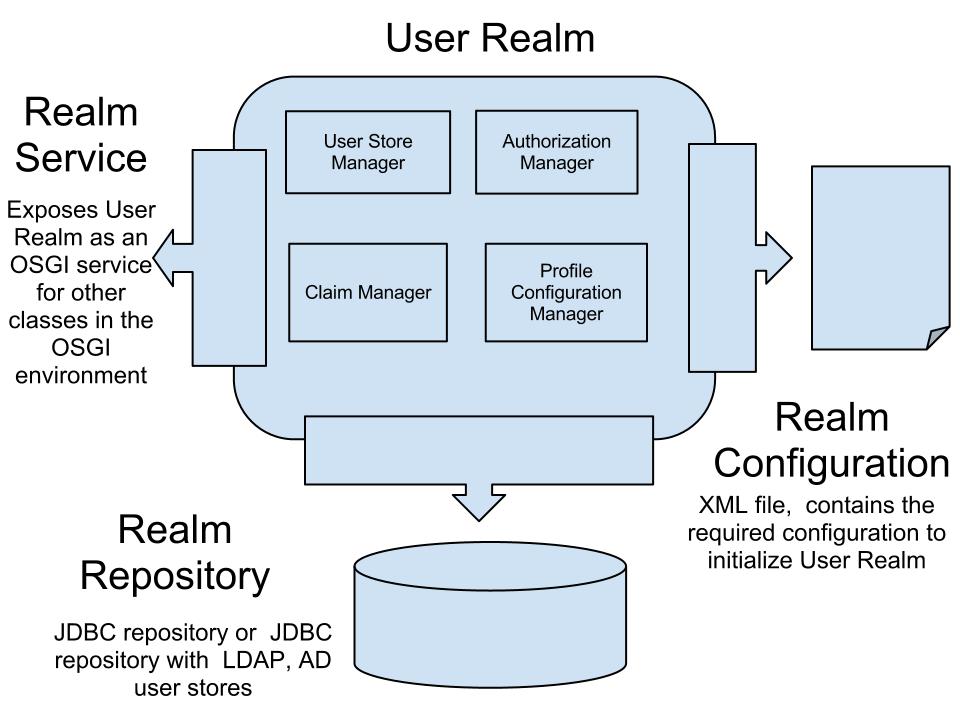 User Realm
Realm
Service
Exposes User
Realm as an
OSGI service
for other
classes in the
OSGI
environment
User Store
Manager
Authorization
Manager
Claim Manager
Profile
Configuration
Manager
Realm
Configuration
XML file,  contains the
required configuration to
initialize User Realm
Realm
Repository
JDBC repository or  JDBC
repository with  LDAP, AD
user stores